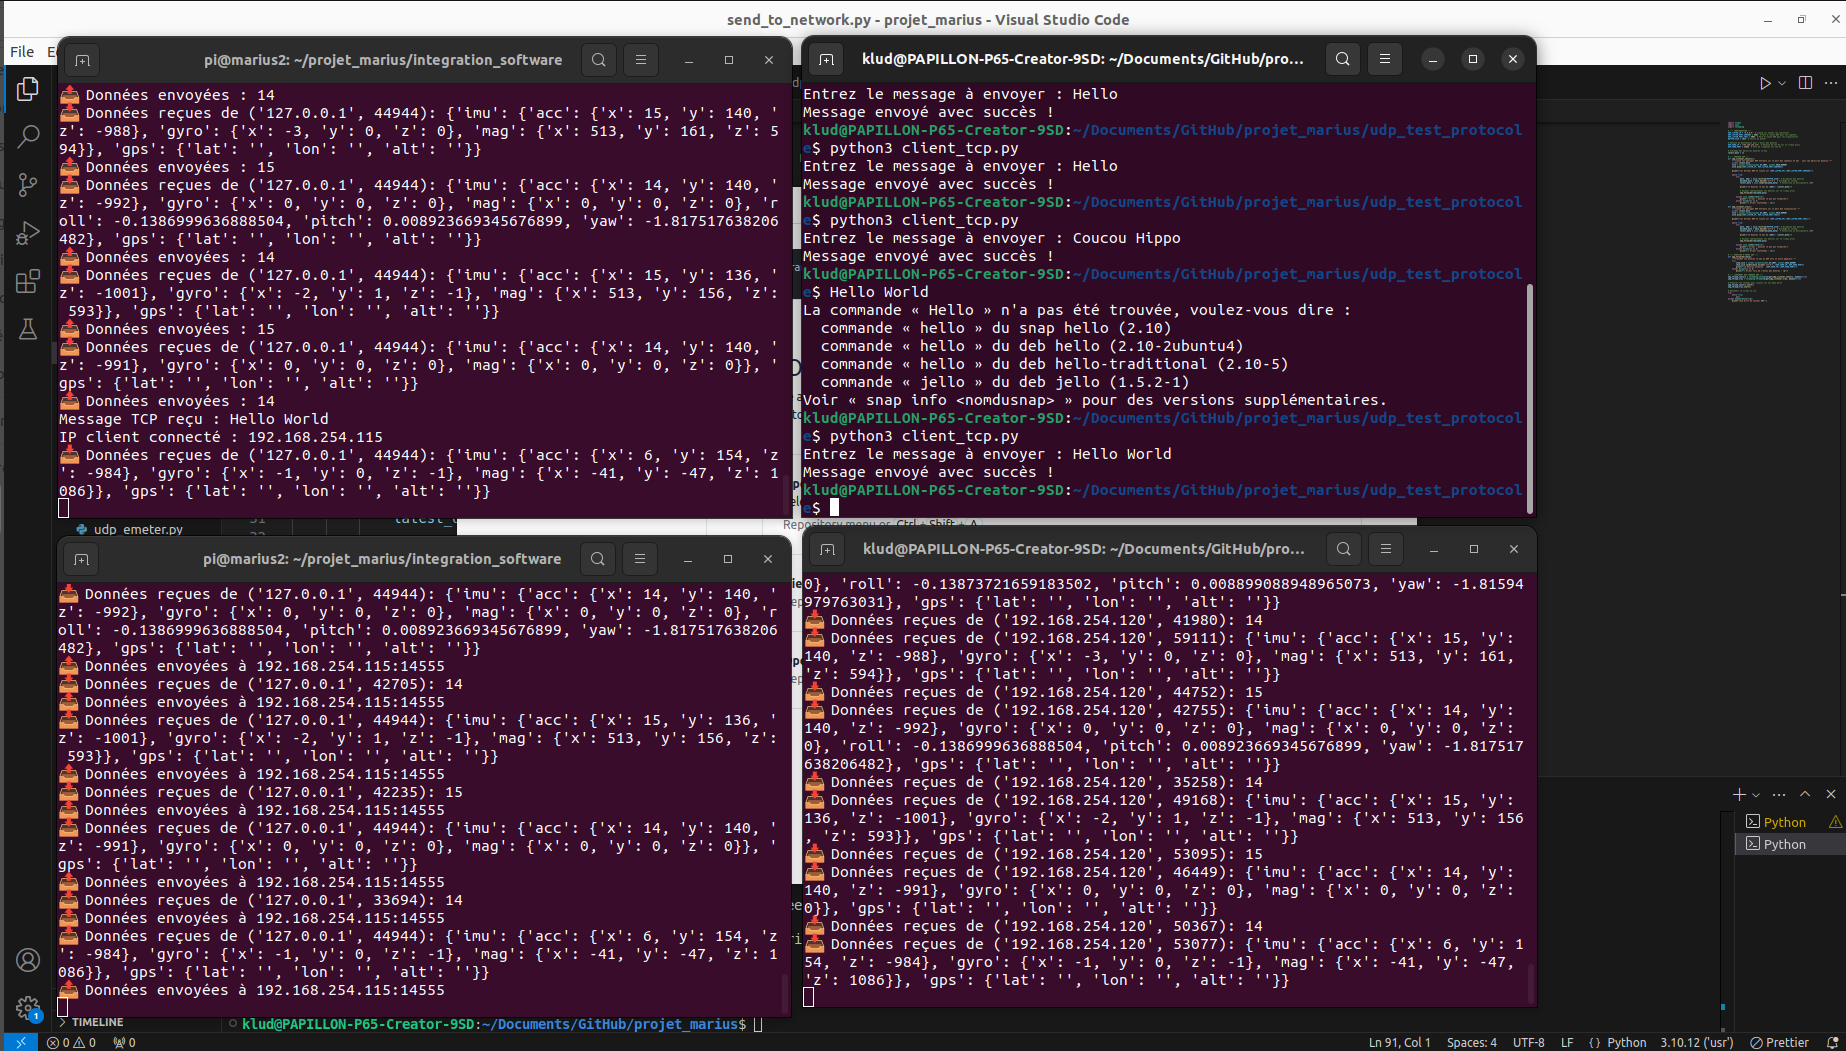 send_to_network.py - projet_marius - Visual Studio Code
File
pi@marius2: ~/projet_marius/integration_software
Données envoyées : 14
Données reçues de ('127.0.0.1', 44944): {'imu': {'acc': {'x': 15, 'y': 140, '
z': -988}, 'gyro': {'x': -3, 'y': 0, 'z': 0}, 'mag': {'x': 513, 'y': 161, 'z': 5
94}}, 'gps': {'lat': '', 'lon': '', 'alt': ''}}
Données envoyées : 15
Données reçues de ('127.0.0.1', 44944): {'imu': {'acc': {'x': 14, 'y': 140, '
z': -992}, 'gyro': {'x': 0, 'y': 0, 'z': 0}, 'mag': {'x': 0, 'y': 0, 'z': 0}, 'r
oll': -0.1386999636888504, 'pitch': 0.008923669345676899, 'yaw': -1.817517638206
482}, 'gps': {'lat': '', 'lon': '', 'alt': ''}}
Données envoyées : 14
Données reçues de ('127.0.0.1', 44944): {'imu': {'acc': {'x': 15, 'y': 136, '
z': -1001}, 'gyro': {'x': -2, 'y': 1, 'z': -1}, 'mag': {'x': 513, 'y': 156, 'z':
593}}, 'gps': {'lat': '', 'lon': '', 'alt': ''}}
Données envoyées : 15
Données reçues de ('127.0.0.1', 44944): {'imu': {'acc': {'x': 14, 'y': 140, '
z': -991}, 'gyro': {'x': 0, 'y': 0, 'z': 0}, 'mag': {'x': 0, 'y': 0, 'z': 0}}, '
gps': {'lat': '', 'lon': '', 'alt': ''}}
Données envoyées : 14
Message TCP reçu : Hello World
IP client connecté : 192.168.254.115
Données reçues de ('127.0.0.1', 44944): {'imu': {'acc': {'x': 6, 'y': 154, 'z
': -984}, 'gyro': {'x': -1, 'y': 0, 'z': -1}, 'mag': {'x': -41, 'y': -47, 'z': 1
086}}, 'gps': {'lat': '', 'lon': '', 'alt': ''}}
klud@PAPILLON-P65-Creator-9SD: ~/Documents/GitHub/pro...
Entrez le message à envoyer : Hello
Message envoyé avec succès !
klud@PAPILLON-P65-Creator-9SD:~/Documents/GitHub/projet_marius/udp_test_protocol
e$ python3 client_tcp.py
Entrez le message à envoyer : Hello
Message envoyé avec succès !
klud@PAPILLON-P65-Creator-9SD:~/Documents/GitHub/projet_marius/udp_test_protocol
e$ python3 client_tcp.py
Entrez le message à envoyer : Coucou Hippo
Message envoyé avec succès !
klud@PAPILLON-P65-Creator-9SD:~/Documents/GitHub/projet_marius/udp_test_protocol
e$ Hello World
La commande « Hello » n'a pas été trouvée, voulez-vous dire :
commande « hello » du snap hello (2.10)
commande « hello » du deb hello (2.10-2ubuntu4)
commande « hello » du deb hello-traditional (2.10-5)
commande « jello » du deb jello (1.5.2-1)
Voir « snap info <nomdusnap> » pour des versions supplémentaires.
klud@PAPILLON-P65-Creator-9SD:~/Documents/GitHub/projet_marius/udp_test_protocol
e$ python3 client_tcp.py
Entrez le message à envoyer : Hello World
Message envoyé avec succès !
klud@PAPILLON-P65-Creator-9SD:~/Documents/GitHub/projet_marius/udp_test_protocol
e$
udp_emeter.py
Repository menu or Ctrl + Shift + A
pi@marius2: ~/projet_marius/integration_software
Données reçues de ('127.0.0.1', 44944): {'imu': {'acc': {'x': 14, 'y': 140, '
z': -992}, 'gyro': {'x': 0, 'y': 0, 'z': 0}, 'mag': {'x': 0, 'y': 0, 'z': 0}, 'r
oll': -0.1386999636888504, 'pitch': 0.008923669345676899, 'yaw': -1.817517638206
482}, 'gps': {'lat': '', 'lon': '', 'alt': ''}}
Données envoyées à 192.168.254.115:14555
Données reçues de ('127.0.0.1', 42705): 14
Données envoyées à 192.168.254.115:14555
Données reçues de ('127.0.0.1', 44944): {'imu': {'acc': {'x': 15, 'y': 136, '
z': -1001}, 'gyro': {'x': -2, 'y': 1, 'z': -1}, 'mag': {'x': 513, 'y': 156, 'z':
593}}, 'gps': {'lat': '', 'lon': '', 'alt': ''}}
Données envoyées à 192.168.254.115:14555
Données reçues de ('127.0.0.1', 42235): 15
Données envoyées à 192.168.254.115:14555
Données reçues de ('127.0.0.1', 44944): {'imu': {'acc': {'x': 14, 'y': 140, '
z': -991}, 'gyro': {'x': 0, 'y': 0, 'z': 0}, 'mag': {'x': 0, 'y': 0, 'z': 0}}, '
gps': {'lat': '', 'lon': '', 'alt': ''}}
Données envoyées à 192.168.254.115:14555
Données reçues de ('127.0.0.1', 33694): 14
Données envoyées à 192.168.254.115:14555
Données reçues de ('127.0.0.1', 44944): {'imu': {'acc': {'x': 6, 'y': 154, 'z
': -984}, 'gyro': {'x': -1, 'y': 0, 'z': -1}, 'mag': {'x': -41, 'y': -47, 'z': 1
086}}, 'gps': {'lat': '', 'lon': '', 'alt': ''}}
Données envoyées à 192.168.254.115:14555
klud@PAPILLON-P65-Creator-9SD: ~/Documents/GitHub/pro...
0}, 'roll': -0.13873721659183502, 'pitch': 0.008899088948965073, 'yaw': -1.81594
979763031}, 'gps': {'lat': '', 'lon': '', 'alt': ''}}
Données reçues de ('192.168.254.120', 41980): 14
Données reçues de ('192.168.254.120', 59111): {'imu': {'acc': {'x': 15, 'y':
140, 'z': -988}, 'gyro': {'x': -3, 'y': 0, 'z': 0}, 'mag': {'x': 513, 'y': 161,
'z': 594}}, 'gps': {'lat': '', 'lon': '', 'alt': ''}}
Données reçues de ('192.168.254.120', 44752): 15
Données reçues de ('192.168.254.120', 42755): {'imu': {'acc': {'x': 14, 'y':
140, 'z': -992}, 'gyro': {'x': 0, 'y': 0, 'z': 0}, 'mag': {'x': 0, 'y': 0, 'z':
0}, 'roll': -0.1386999636888504, 'pitch': 0.008923669345676899, 'yaw': -1.817517
638206482}, 'gps': {'lat': '', 'lon': '', 'alt': ''}}
Données reçues de ('192.168.254.120', 35258): 14
Données reçues de ('192.168.254.120', 49168): {'imu': {'acc': {'x': 15, 'y':
136, 'z': -1001}, 'gyro': {'x': -2, 'y': 1, 'z': -1}, 'mag': {'x': 513, 'y': 156
, 'z': 593}}, 'gps': {'lat': '', 'lon': '', 'alt': ''}}
Données reçues de ('192.168.254.120', 53095): 15
Données reçues de ('192.168.254.120', 46449): {'imu': {'acc': {'x': 14, 'y':
140, 'z': -991}, 'gyro': {'x': 0, 'y': 0, 'z': 0}, 'mag': {'x': 0, 'y': 0, 'z':
0}}, 'gps': {'lat': '', 'lon': '', 'alt': ''}}
Données reçues de ('192.168.254.120', 50367): 14
Données reçues de ('192.168.254.120', 53077): {'imu': {'acc': {'x': 6, 'y': 1
54, 'z': -984}, 'gyro': {'x': -1, 'y': 0, 'z': -1}, 'mag': {'x': -41, 'y': -47,
'z': 1086}}, 'gps': {'lat': '', 'lon': '', 'alt': ''}}
Python
Python
1
TIMELINE
klud@PAPILLON-P65-Creator-9SD:~/Documents/GitHub/projet_marius$
0 0 0
Ln 91, Col 1 Spaces: 4 UTF-8 LF {} Python 3.10.12 ('usr') Prettier